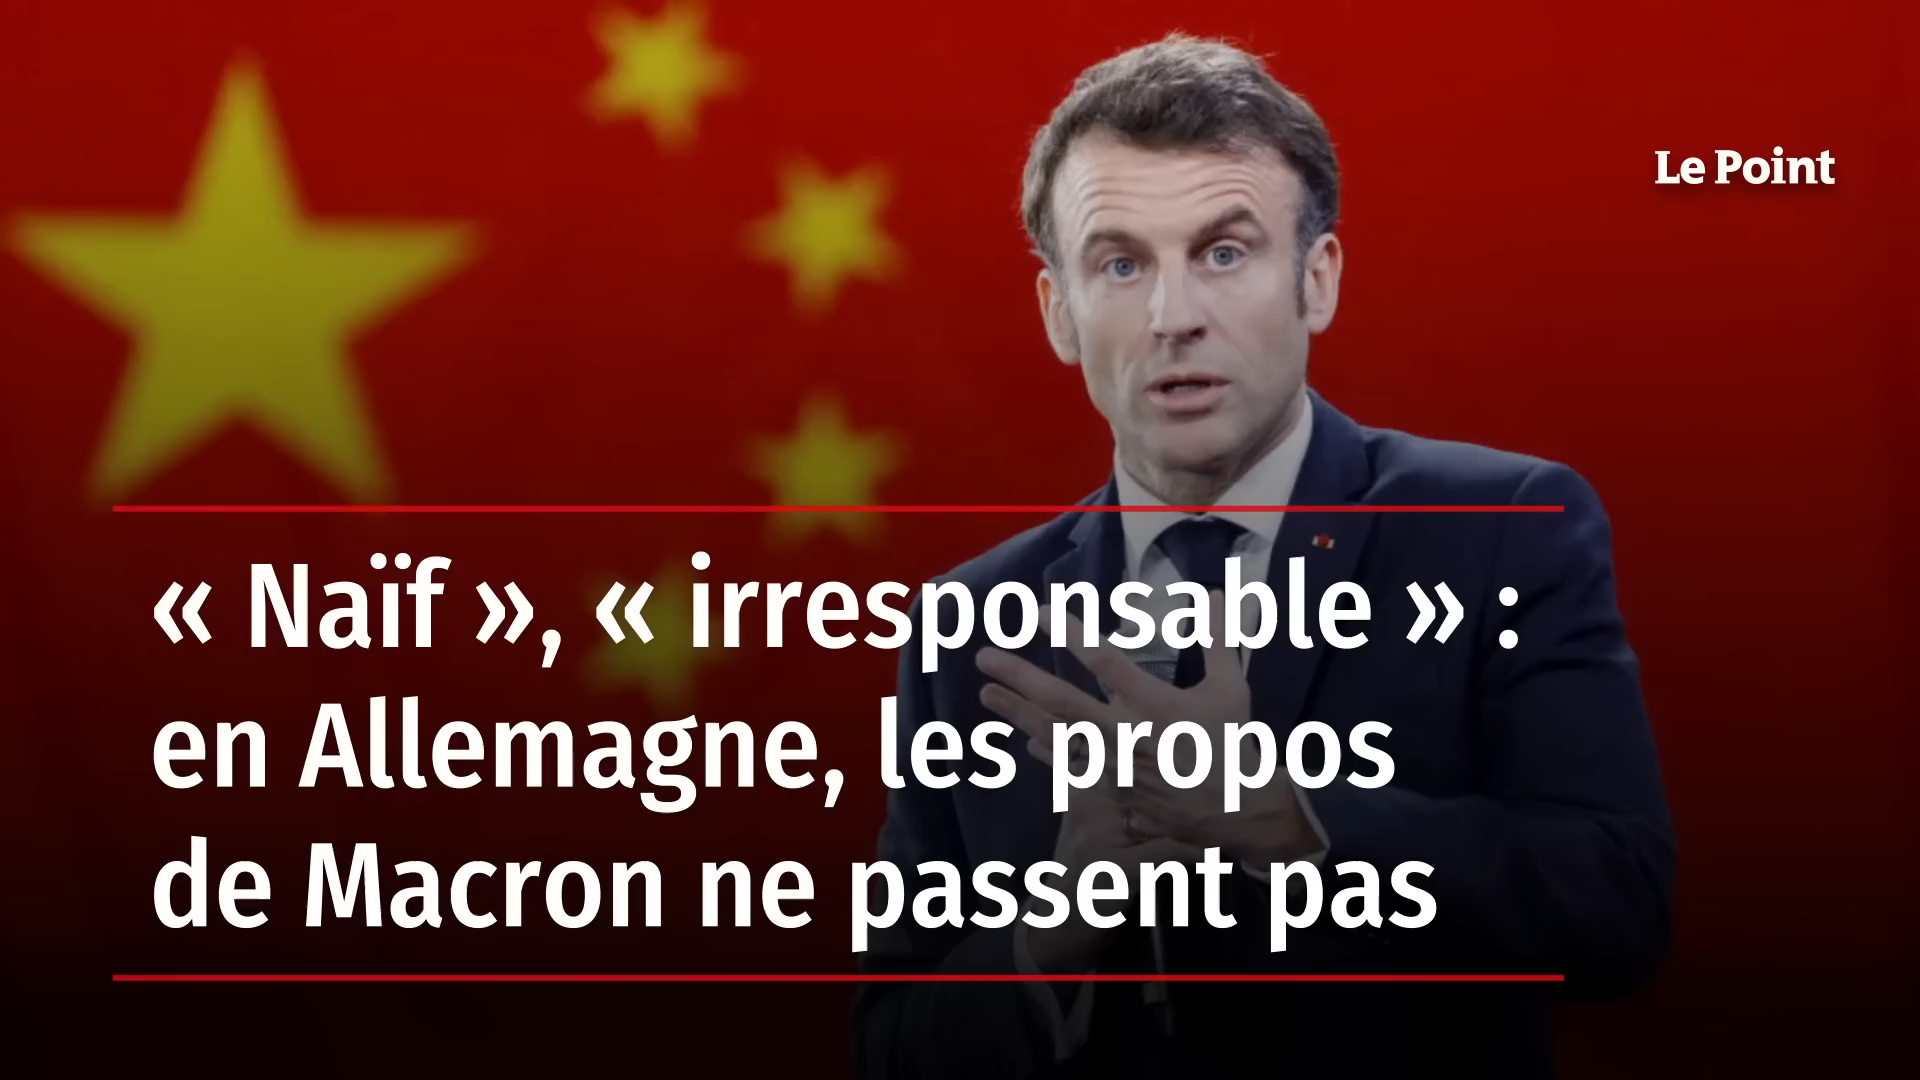 Le Point
« Naïf », « irresponsable » :
en Allemagne, les propos
de Macron ne passent pas